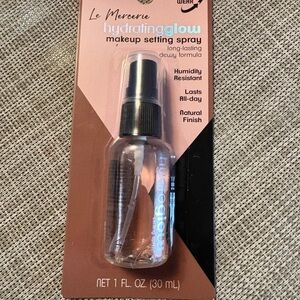 WEAR
Le Mercerie
hydratingglow
makeup setting spray
long-lasting
dewy formula
Humidity
Resistant
Lasts
All-day
Natural
Finish
NET 1 FL. OZ (30 mL)